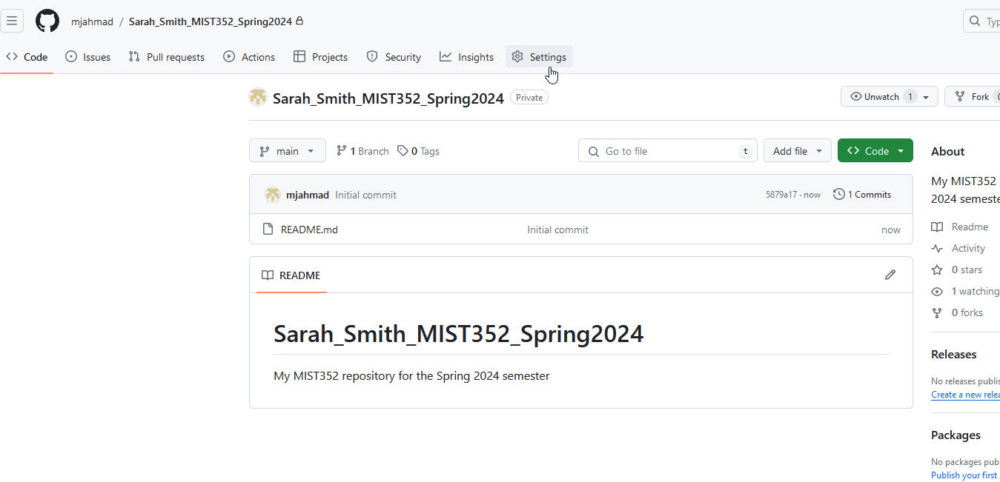 mjahmad / Sarah_Smith_MIST352_Spring2024
Typ
Code Issues Pull requests Actions Projects Security Insights Settings
Sarah_Smith_MIST352_Spring2024 Private
Unwatch 1 Fork 0
main 1 Branch 0 Tags
Go to file t Add file Code
mjahmad Initial commit 5879a17 · now 1 Commits
README.md Initial commit now
README
Sarah_Smith_MIST352_Spring2024
My MIST352 repository for the Spring 2024 semester
About
My MIST352
2024 semeste
Readme
Activity
0 stars
1 watching
0 forks
Releases
No releases publis
Create a new relea
Packages
No packages pub
Publish your first